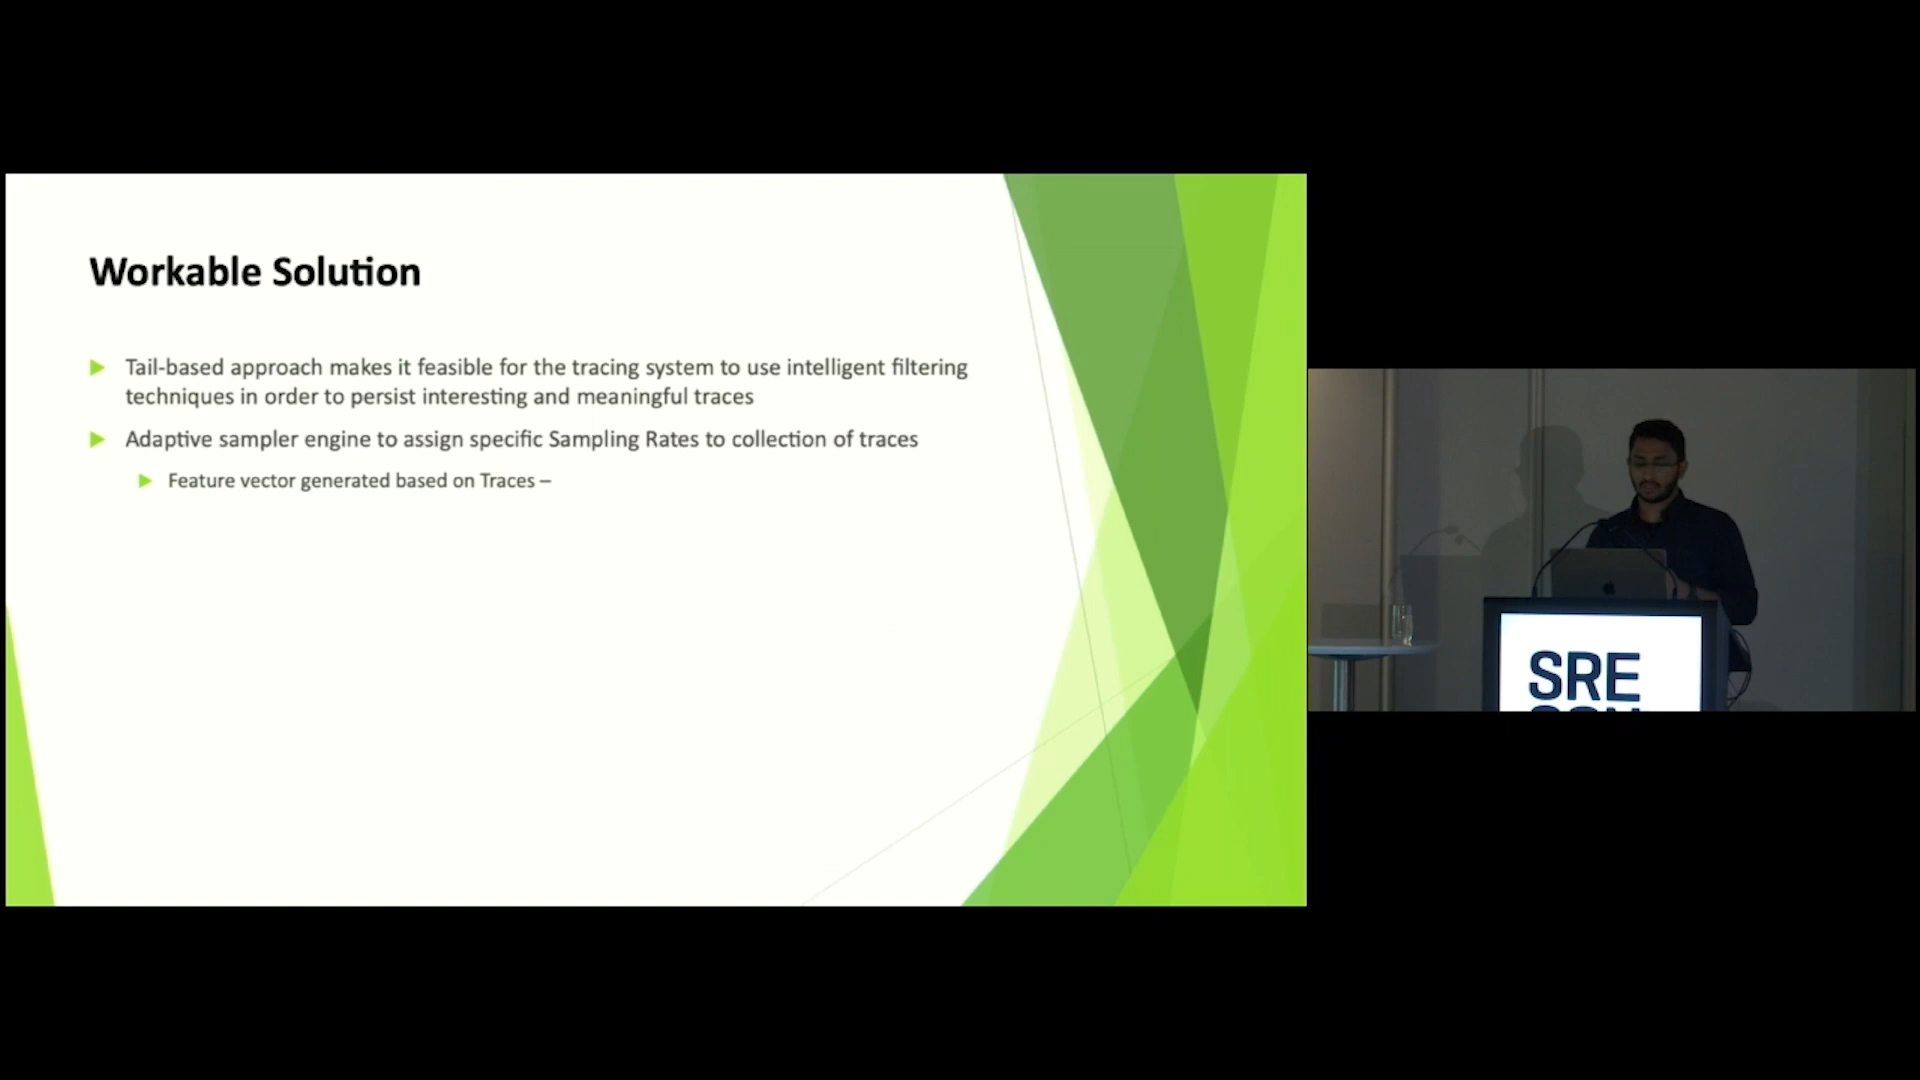 Workable Solution
Tail-based approach makes it feasible for the tracing system to use intelligent filtering
techniques in order to persist interesting and meaningful traces
Adaptive sampler engine to assign specific Sampling Rates to collection of traces
Feature vector generated based on Traces –
SRE